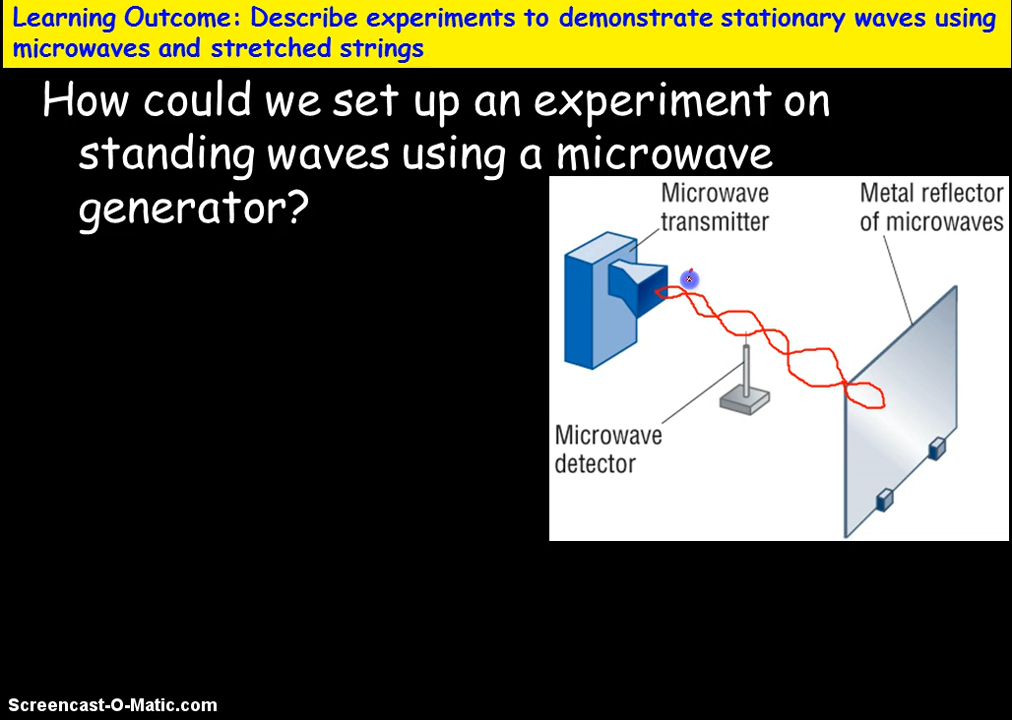 Learning Outcome: Describe experiments to demonstrate stationary waves using
microwaves and stretched strings
How could we set up an experiment on
standing waves using a microwave
generator?
Microwave
transmitter
Metal reflector
of microwaves
Microwave
detector
Screencast-O-Matic.com